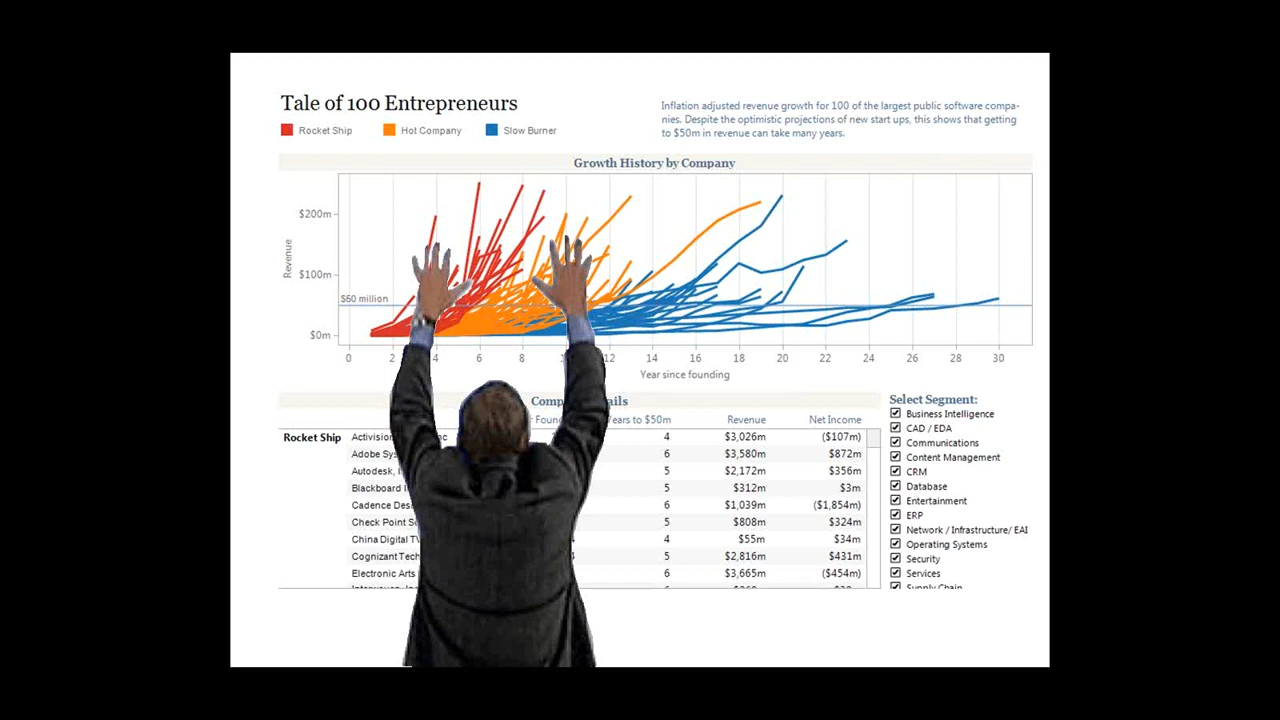 Tale of 100 Entrepreneurs
Rocket Ship Hot Company Slow Burner
Inflation adjusted revenue growth for 100 of the largest public software compa-
nies. Despite the optimistic projections of new start ups, this shows that getting
to $50m in revenue can take many years.
Growth History by Company
Revenue
$200m
$100m
$50 million
$0m
0 2 4 6 8 12 14 16 18 20 22 24 26 28 30
Year since founding
Years to $50m Revenue Net Income
Rocket Ship 4 $3,026m ($107m)
Adobe 6 $3,580m $872m
Autodesk, 5 $2,172m $356m
Blackboard 5 $312m $3m
Cadence 6 $1,039m ($1,854m)
Check Point 5 $808m $324m
China Digital 4 $55m $34m
Cognizant 5 $2,816m $431m
Electronic Arts 6 $3,665m ($454m)
Select Segment:
Business Intelligence
CAD / EDA
Communications
Content Management
CRM
Database
Entertainment
ERP
Network / Infrastructure/ EAI
Operating Systems
Security
Services
Supply Chain